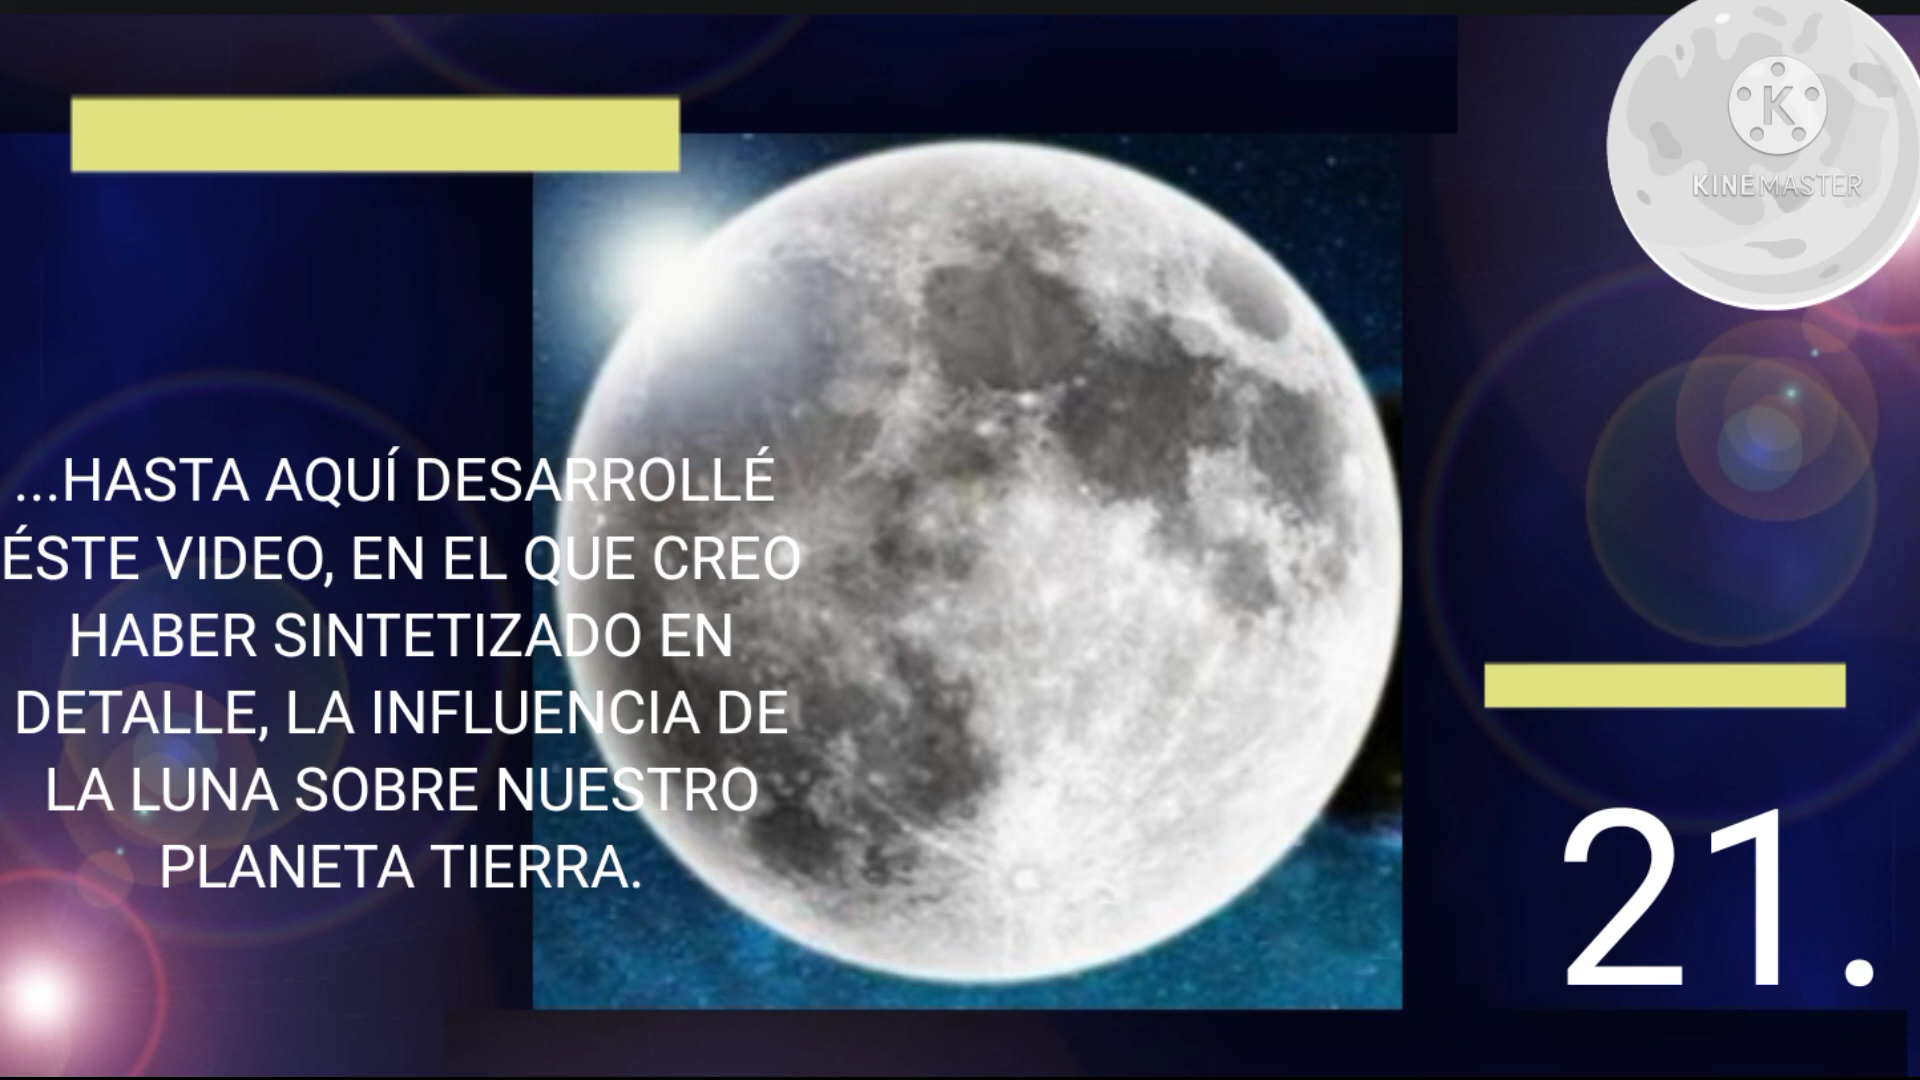 K
KINEMASTER
...HASTA AQUÍ DESARROLLÉ
ÉSTE VIDEO, EN EL QUE CREO
HABER SINTETIZADO EN
DETALLE, LA INFLUENCIA DE
LA LUNA SOBRE NUESTRO
PLANETA TIERRA.
21.